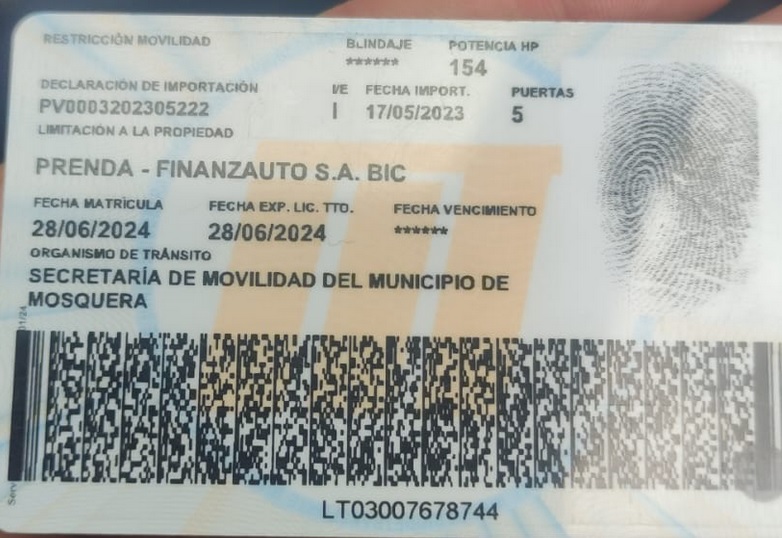 RESTRICCIÓN MOVILIDAD BLINDAJE POTENCIA HP
****** 154
DECLARACIÓN DE IMPORTACIÓN I/E FECHA IMPORT. PUERTAS
PV0003202305222 I 17/05/2023 5
LIMITACIÓN A LA PROPIEDAD
PRENDA - FINANZAUTO S.A. BIC
FECHA MATRICULA FECHA EXP. LIC. TTO. FECHA VENCIMIENTO
28/06/2024 28/06/2024 ******
ORGANISMO DE TRÁNSITO
SECRETARÍA DE MOVILIDAD DEL MUNICIPIO DE
MOSQUERA
LT03007678744